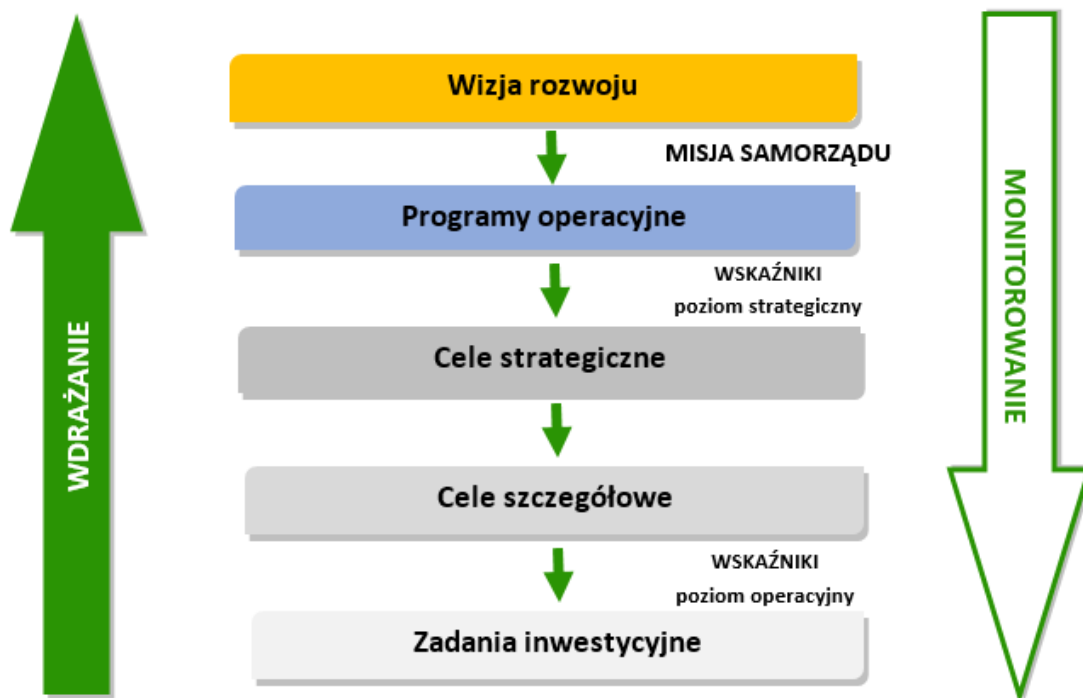 Wizja rozwoju
MISJA SAMORZĄDU
Programy operacyjne
WSKAŹNIKI
poziom strategiczny
Cele strategiczne
Cele szczegółowe
WSKAŹNIKI
poziom operacyjny
Zadania inwestycyjne
WDRAŻANIE
MONITOROWANIE